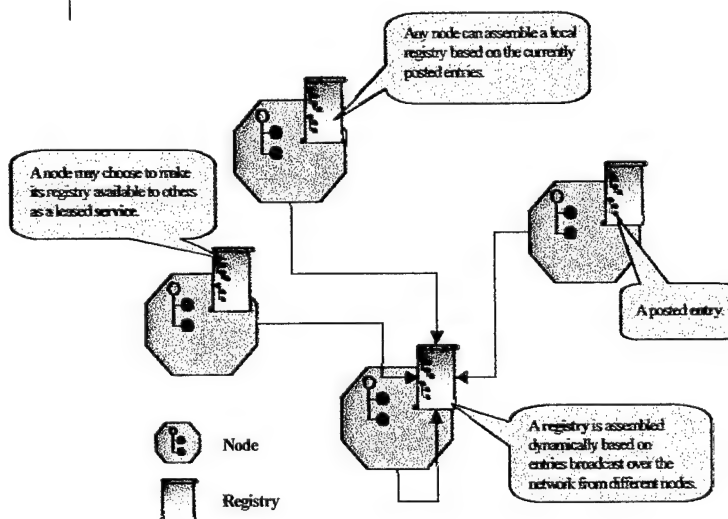 Any node can assemble a local
registry based on the currently
posted entries.
A node may choose to make
its registry available to others
as a leased service.
A posted entry.
A registry is assembled
dynamically based on
entries broadcast over the
network from different nodes.
Node
Registry